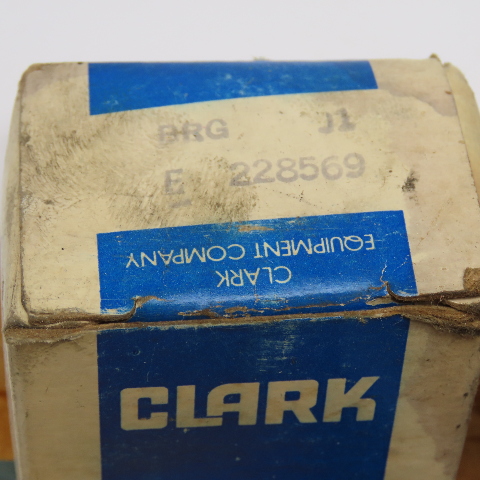 BRG J1
E 228569
CLARK
EQUIPMENT COMPANY
CLARK